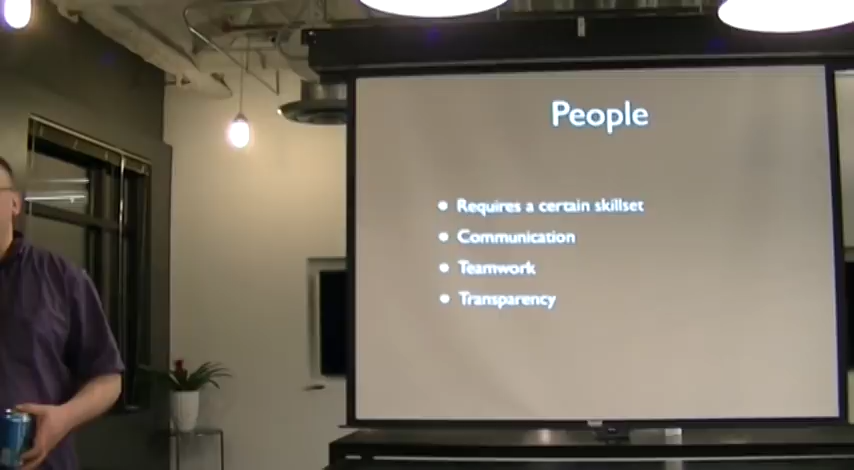 People
Requires a certain skillset
Communication
Teamwork
Transparency